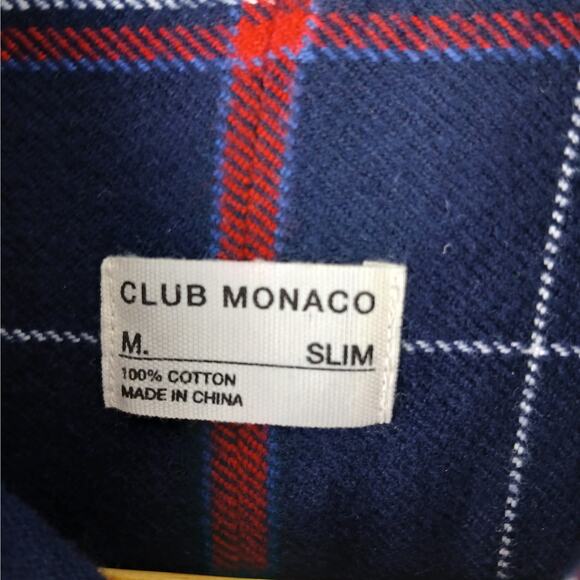 CLUB MONACO
M. SLIM
100% COTTON
MADE IN CHINA